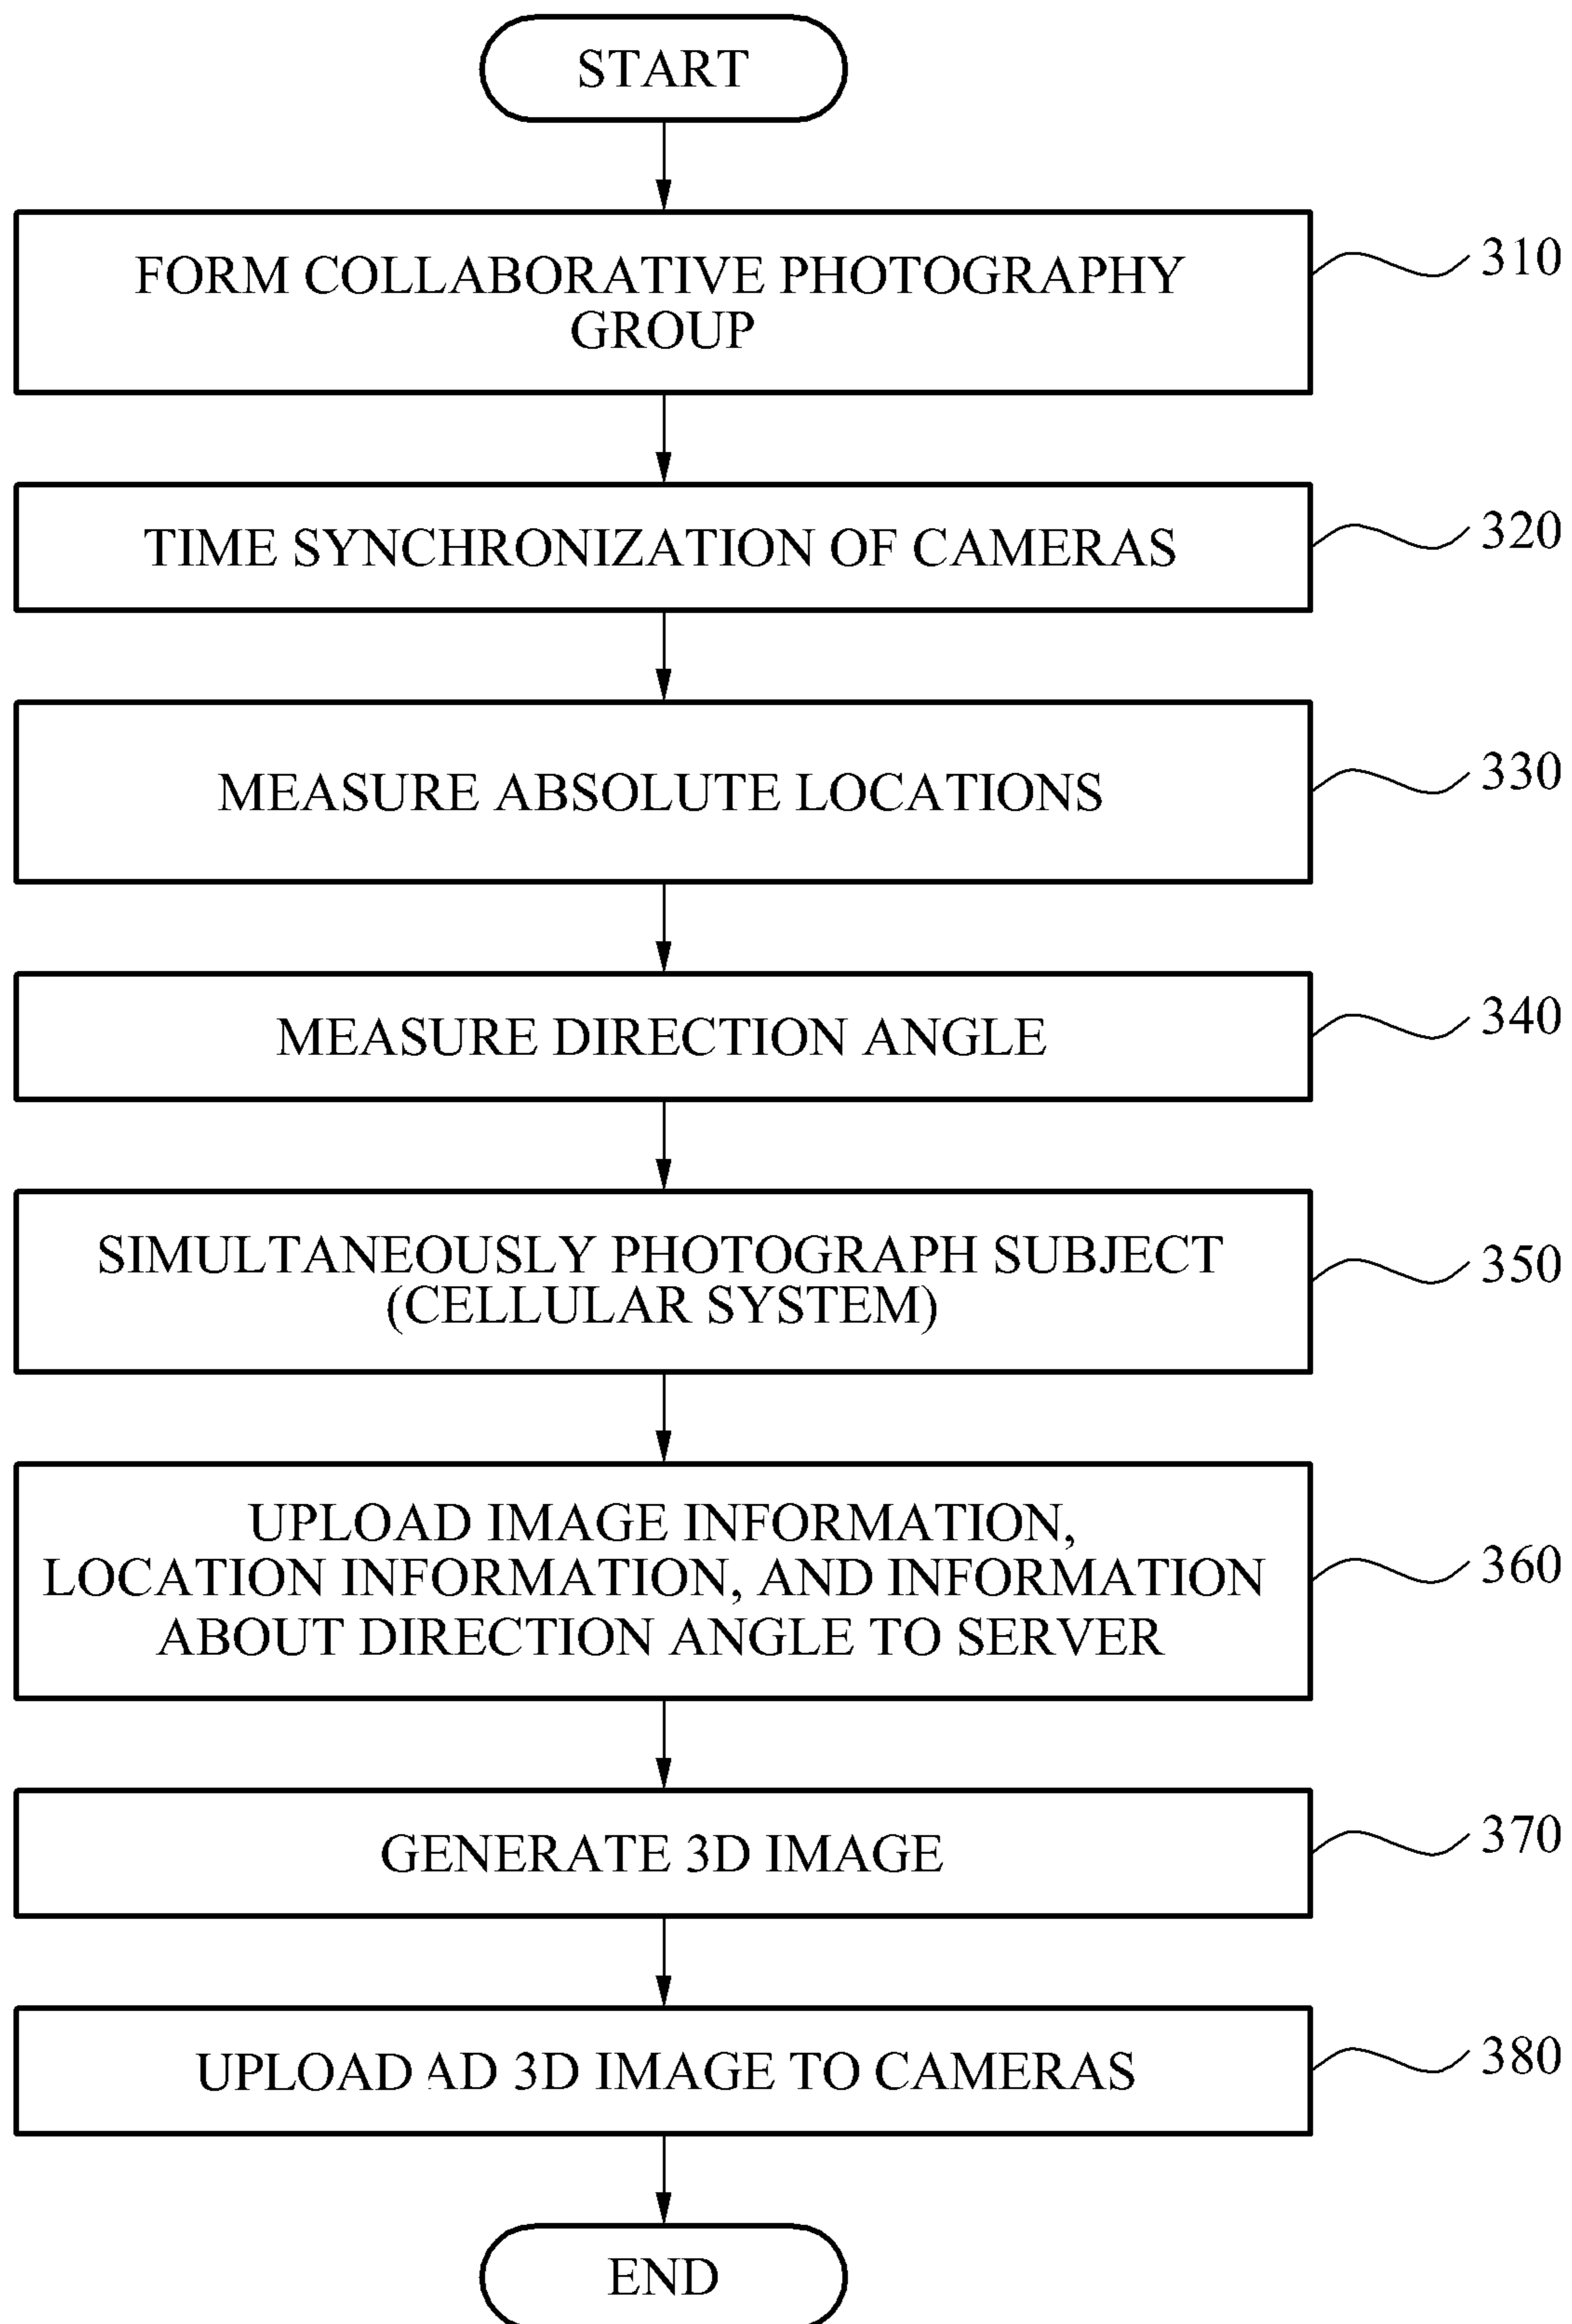 START
FORM COLLABORATIVE PHOTOGRAPHY
GROUP
310
TIME SYNCHRONIZATION OF CAMERAS
320
MEASURE ABSOLUTE LOCATIONS
330
MEASURE DIRECTION ANGLE
340
SIMULTANEOUSLY PHOTOGRAPH SUBJECT
(CELLULAR SYSTEM)
350
UPLOAD IMAGE INFORMATION,
LOCATION INFORMATION, AND INFORMATION
ABOUT DIRECTION ANGLE TO SERVER
360
GENERATE 3D IMAGE
370
UPLOAD AD 3D IMAGE TO CAMERAS
380
END